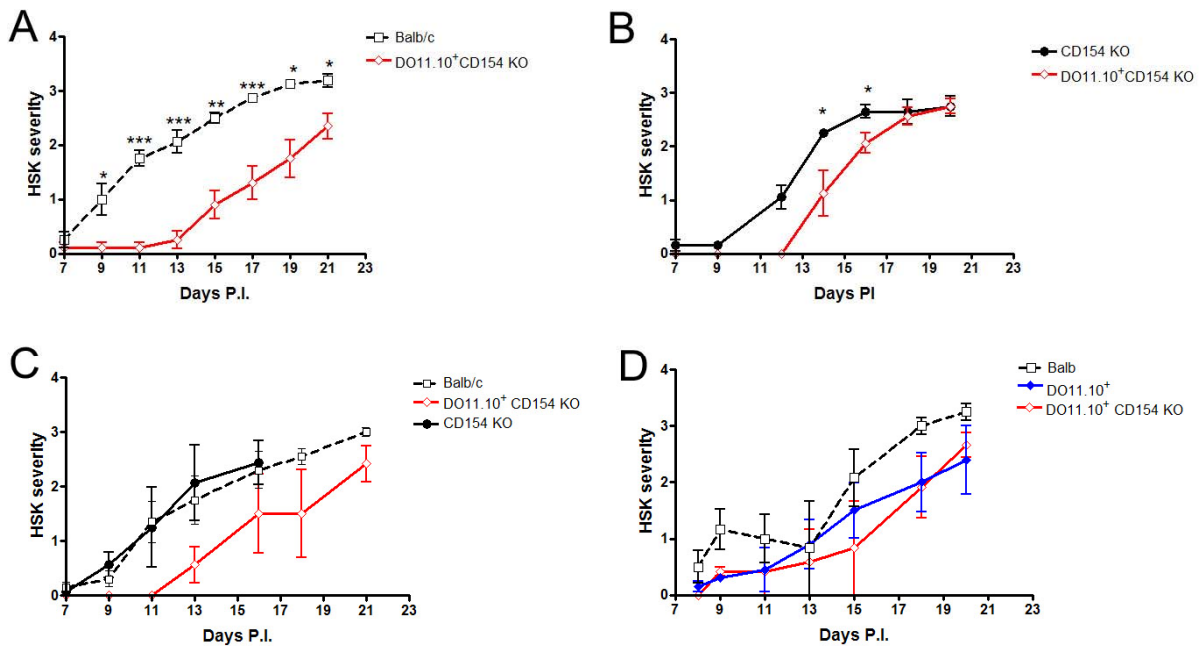 A
Balb/c
DO11.10+CD154 KO
* *** *** ** *** * *
HSK severity
4
3
2
1
0
7 9 11 13 15 17 19 21 23
Days P.I.
B
CD154 KO
DO11.10+CD154 KO
* *
HSK severity
4
3
2
1
0
7 9 11 13 15 17 19 21 23
Days PI
C
Balb/c
DO11.10+ CD154 KO
CD154 KO
HSK severity
4
3
2
1
0
7 9 11 13 15 17 19 21 23
Days P.I.
D
Balb
DO11.10+
DO11.10+ CD154 KO
HSK severity
4
3
2
1
0
7 9 11 13 15 17 19 21 23
Days P.I.